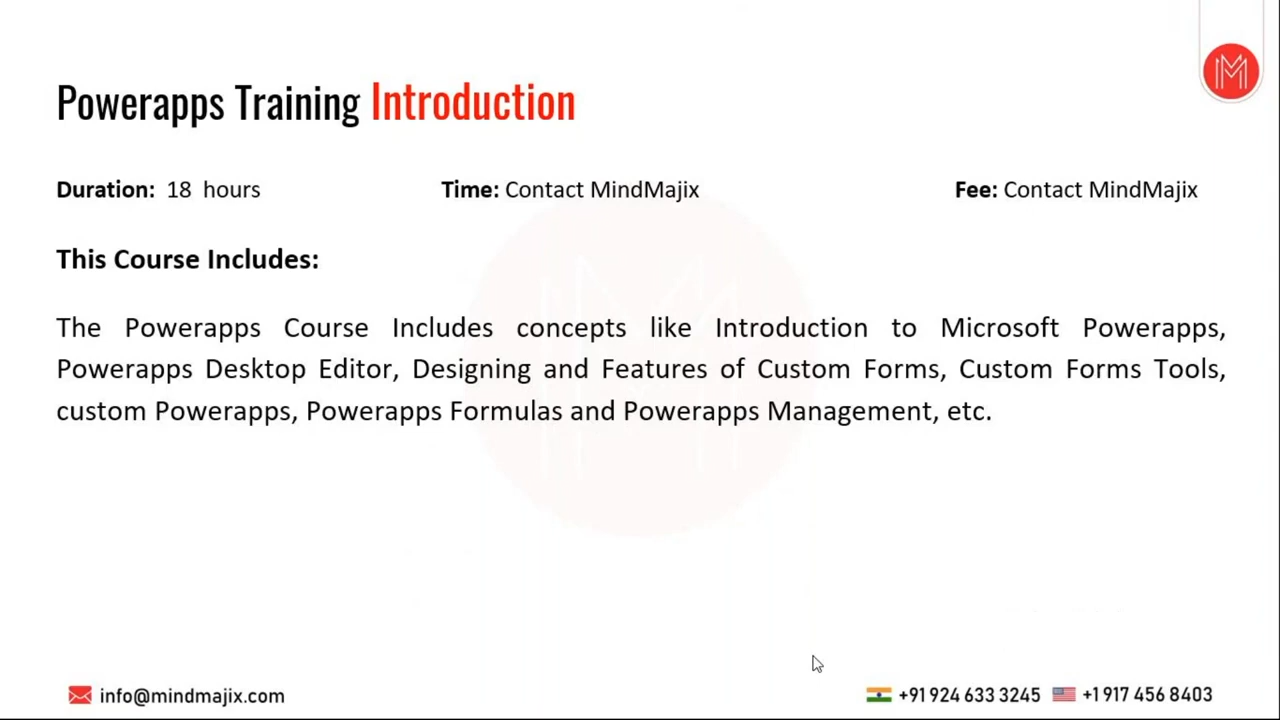 Powerapps Training Introduction
Duration: 18 hours Time: Contact MindMajix Fee: Contact MindMajix
This Course Includes:
The Powerapps Course Includes concepts like Introduction to Microsoft Powerapps,
Powerapps Desktop Editor, Designing and Features of Custom Forms, Custom Forms Tools,
custom Powerapps, Powerapps Formulas and Powerapps Management, etc.
info@mindmajix.com +91 924 633 3245 +1 917 456 8403